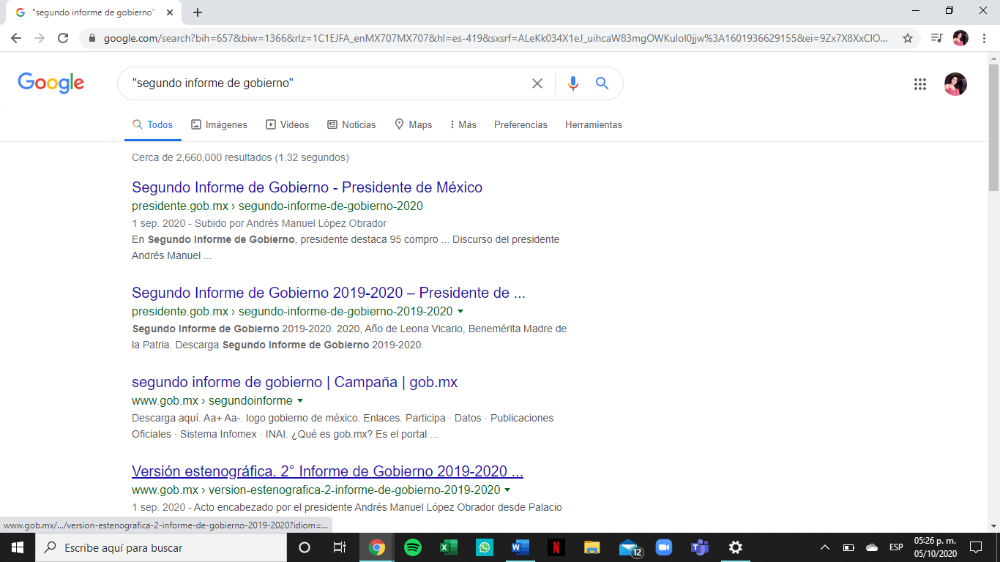 "segundo informe de gobierno"
google.com/search?bih=657&biw=1366&rlz=1C1EJFA_enMX707MX707&hl=es-419&sxsrf=ALeKk034X1eJ_uihcaW83mgOWKulol0jjw%3A1601936629155&ei=9Zx7X8XxClO...
Google
"segundo informe de gobierno"
Todos Imágenes Videos Noticias Maps Más Preferencias Herramientas
Cerca de 2,660,000 resultados (1.32 segundos)
Segundo Informe de Gobierno - Presidente de México
presidente.gob.mx › segundo-informe-de-gobierno-2020
1 sep. 2020 - Subido por Andrés Manuel López Obrador
En Segundo Informe de Gobierno, presidente destaca 95 compro ... Discurso del presidente
Andrés Manuel ...
Segundo Informe de Gobierno 2019-2020 – Presidente de ...
presidente.gob.mx › segundo-informe-de-gobierno-2019-2020
Segundo Informe de Gobierno 2019-2020. 2020, Año de Leona Vicario, Benemérita Madre de
la Patria. Descarga Segundo Informe de Gobierno 2019-2020.
segundo informe de gobierno | Campaña | gob.mx
www.gob.mx › segundoinforme
Descarga aquí. Aa+ Aa-. logo gobierno de méxico. Enlaces. Participa · Datos · Publicaciones
Oficiales · Sistema Infomex · INAI. ¿Qué es gob.mx? Es el portal ...
Versión estenográfica. 2° Informe de Gobierno 2019-2020 ...
www.gob.mx › version-estenografica-2-informe-de-gobierno-2019-2020
1 sep. 2020 - Acto encabezado por el presidente Andrés Manuel López Obrador desde Palacio
www.gob.mx/.../version-estenografica-2-informe-de-gobierno-2019-2020?idiom=...
Escribe aquí para buscar
12
ESP
05:26 p. m.
05/10/2020